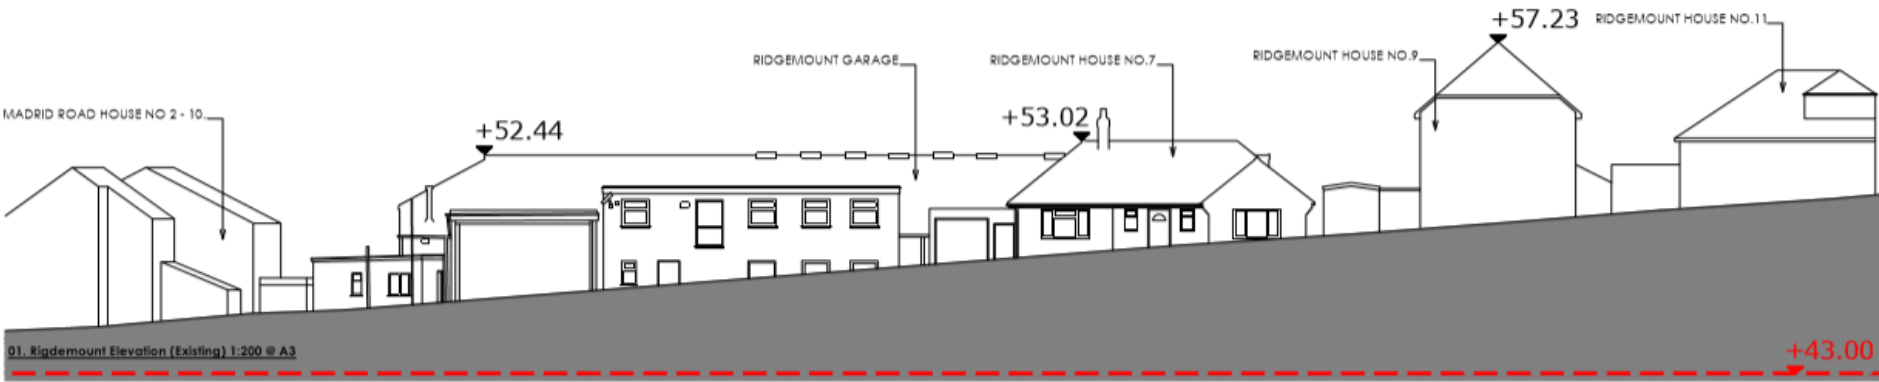 +57.23
RIDGEMOUNT HOUSE NO.11
RIDGEMOUNT GARAGE
RIDGEMOUNT HOUSE NO.7
RIDGEMOUNT HOUSE NO.9
MADRID ROAD HOUSE NO 2 - 10.
+52.44
+53.02
01. Rigdemount Elevation (Existing) 1:200 @ A3
+43.00